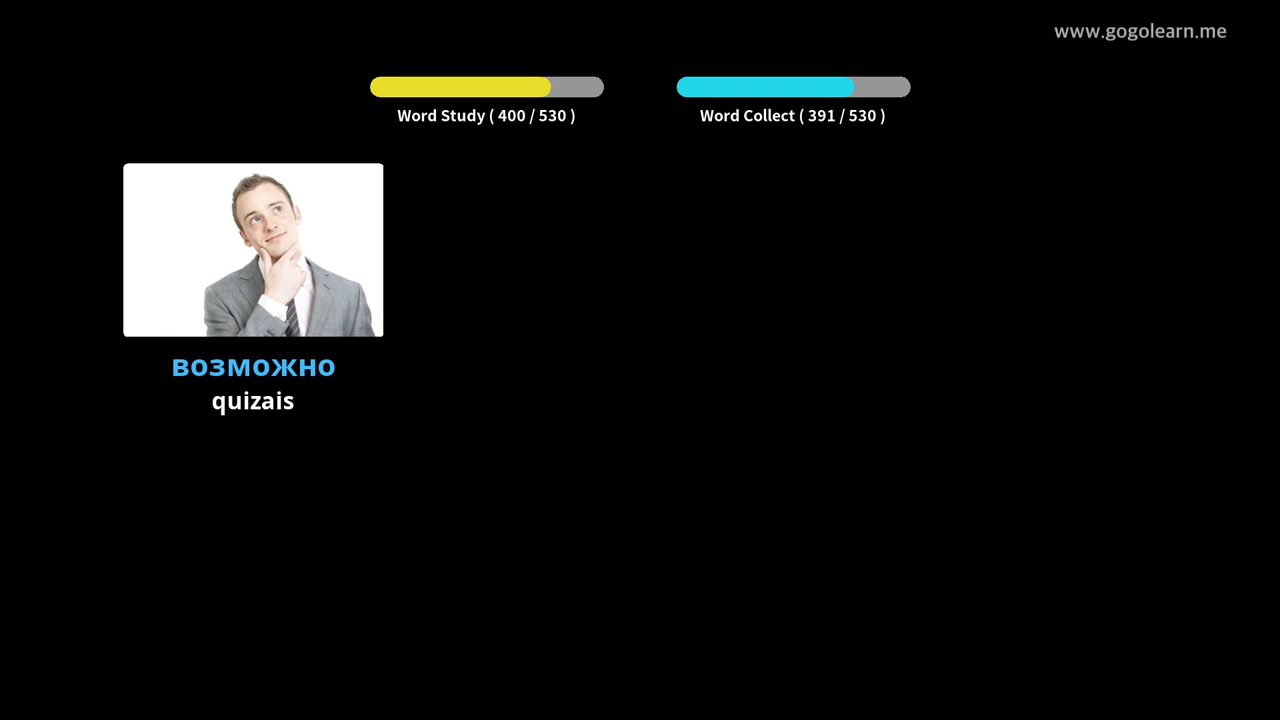 www.gogolearn.me
Word Study ( 400 / 530 )
Word Collect ( 391 / 530 )
возможно
quizais